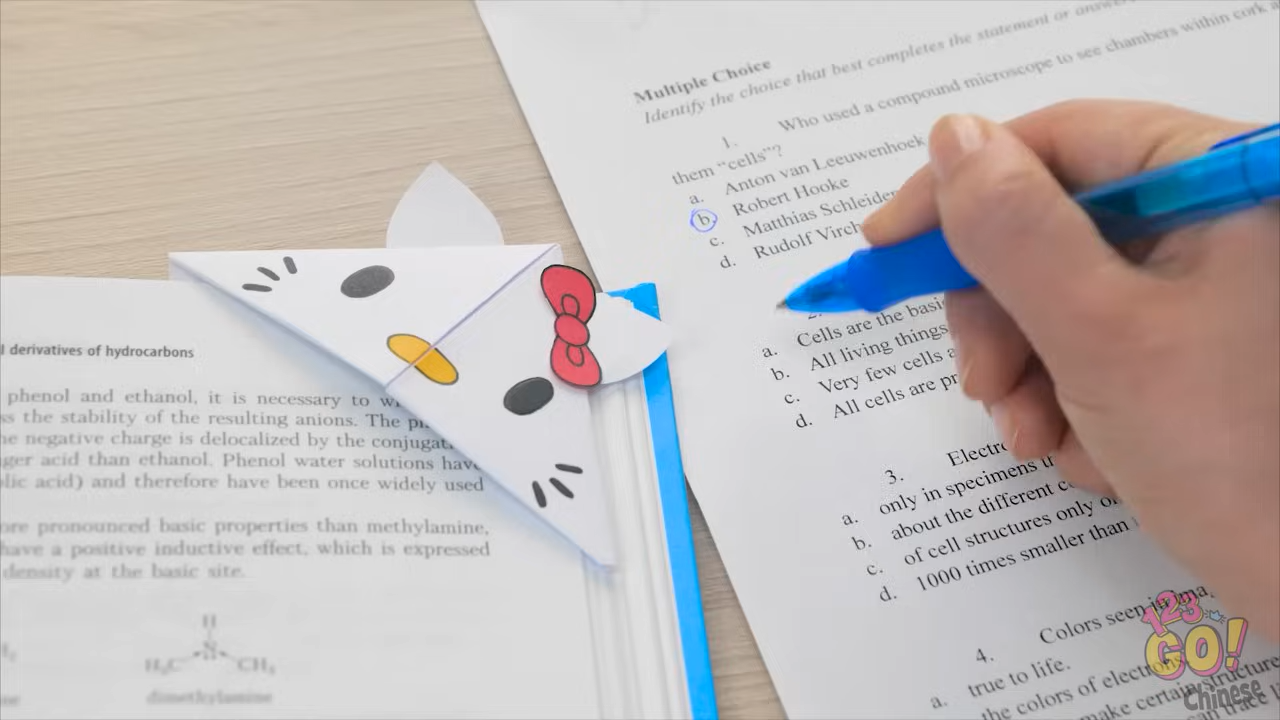 l derivatives of hydrocarbons
phenol and ethanol, it is necessary to
ss the stability of the resulting anions. The
he negative charge is delocalized by the
ger acid than ethanol. Phenol water solutions have
olic acid) and therefore have been once widely used
ore pronounced basic properties than methylamine,
have a positive inductive effect, which is expressed
density at the basic site.
H
N
H₃C CH₃
dimethylamine
Multiple Choice
Identify the choice that best completes the statement or answers
1. Who used a compound microscope to see chambers within cork
them “cells”?
a. Anton van Leeuwenhoek
b. Robert Hooke
c. Matthias Schleiden
d. Rudolf Virch
2.
a. Cells are the basi
b. All living things
c. Very few cells
d. All cells are pr
3. Electro
a. only in specimens
b. about the different
c. of cell structures only
d. 1000 times smaller than
4. Colors seen in
true to life.
a. the colors of electrons
make certain structure
123
GO!
Chinese